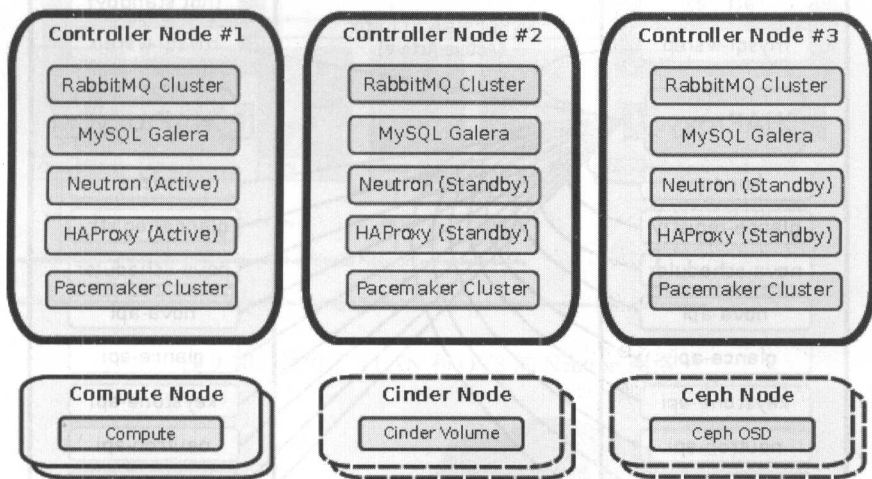 Controller Node #1
RabbitMQ Cluster
MySQL Galera
Neutron (Active)
HAProxy (Active)
Pacemaker Cluster
Controller Node #2
RabbitMQ Cluster
MySQL Galera
Neutron (Standby)
HAProxy (Standby)
Pacemaker Cluster
Controller Node #3
RabbitMQ Cluster
MySQL Galera
Neutron (Standby)
HAProxy (Standby)
Pacemaker Cluster
Compute Node
Compute
Cinder Node
Cinder Volume
Ceph Node
Ceph OSD